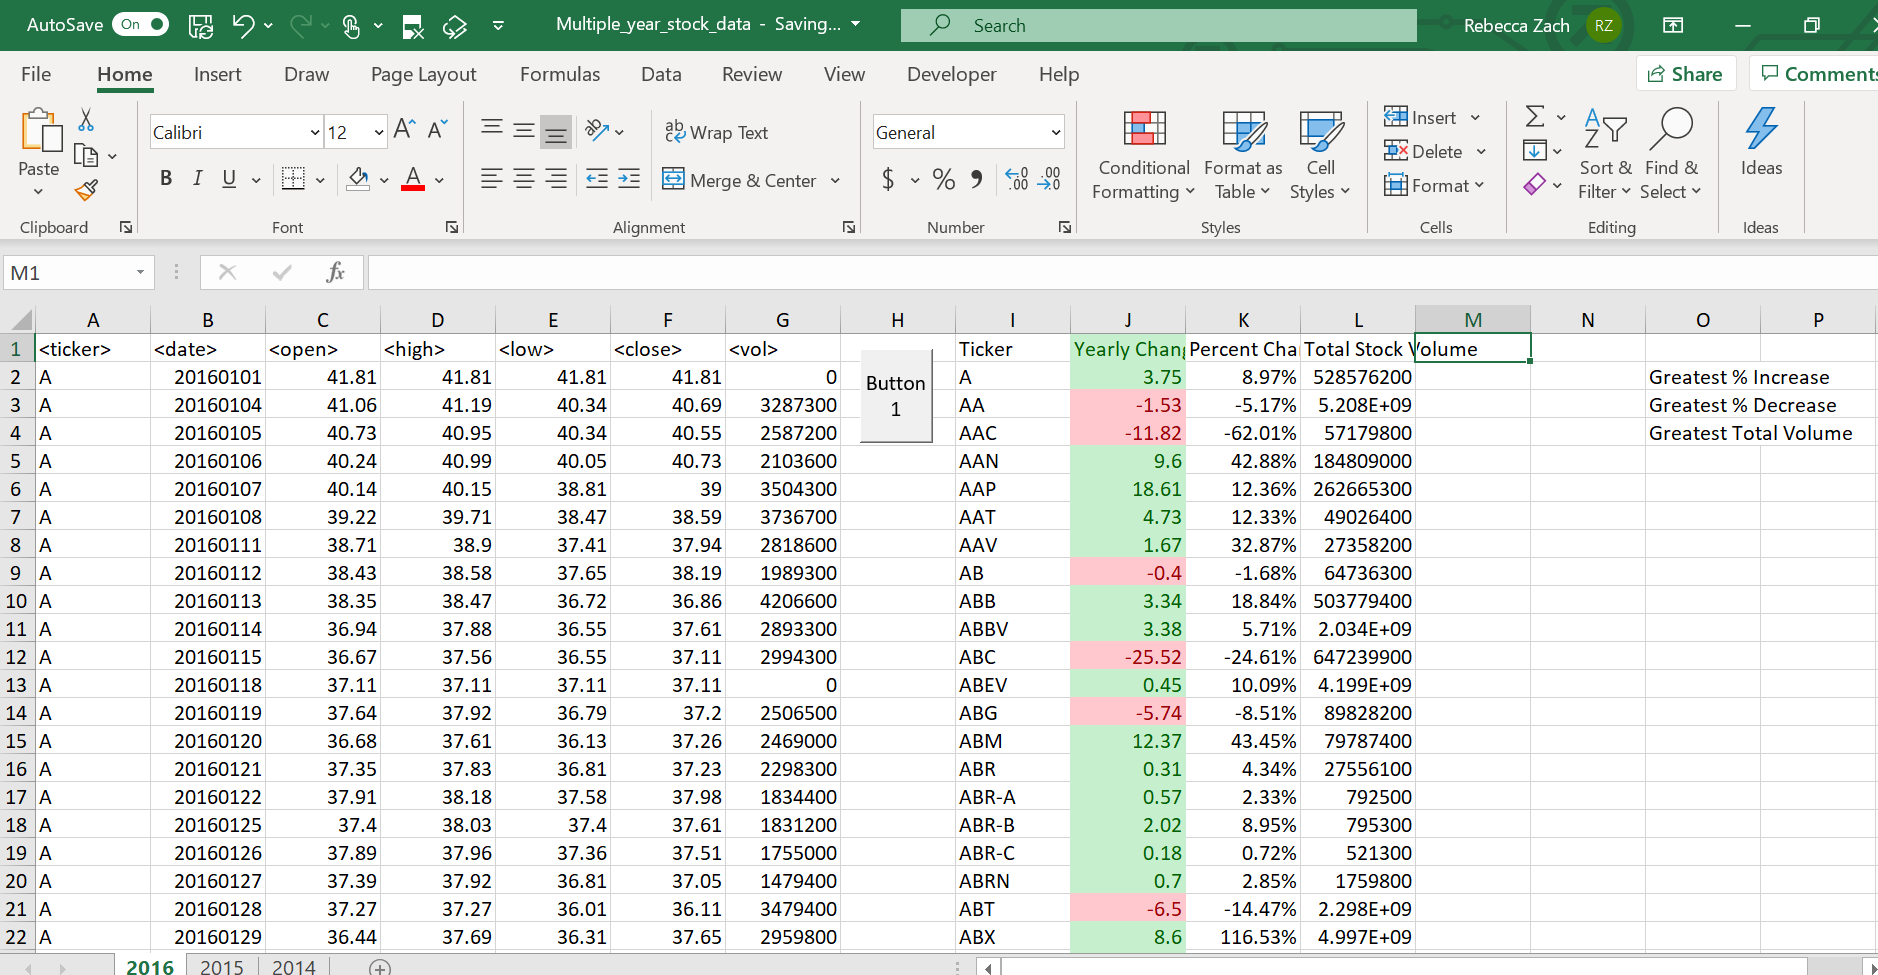 AutoSave On Multiple_year_stock_data - Saving... Search Rebecca Zach RZ
File Home Insert Draw Page Layout Formulas Data Review View Developer Help Share Comments
Paste
Clipboard
Calibri 12 A A
B I U A
Font
ab Wrap Text
Merge & Center
Alignment
General
$ % .00 .00
Number
Conditional Formatting
Format as Table
Cell Styles
Styles
Insert
Delete
Format
Cells
Sort & Filter
Find & Select
Editing
Ideas
Ideas
M1 fx
A B C D E F G H I J K L M N O P
1 <ticker> <date> <open> <high> <low> <close> <vol> Ticker Yearly Chang Percent Cha Total Stock Volume
2 A 20160101 41.81 41.81 41.81 41.81 0 A 3.75 8.97% 528576200 Greatest % Increase
Button 1
3 A 20160104 41.06 41.19 40.34 40.69 3287300 AA -1.53 -5.17% 5.208E+09 Greatest % Decrease
4 A 20160105 40.73 40.95 40.34 40.55 2587200 AAC -11.82 -62.01% 57179800 Greatest Total Volume
5 A 20160106 40.24 40.99 40.05 40.73 2103600 AAN 9.6 42.88% 184809000
6 A 20160107 40.14 40.15 38.81 39 3504300 AAP 18.61 12.36% 262665300
7 A 20160108 39.22 39.71 38.47 38.59 3736700 AAT 4.73 12.33% 49026400
8 A 20160111 38.71 38.9 37.41 37.94 2818600 AAV 1.67 32.87% 27358200
9 A 20160112 38.43 38.58 37.65 38.19 1989300 AB -0.4 -1.68% 64736300
10 A 20160113 38.35 38.47 36.72 36.86 4206600 ABB 3.34 18.84% 503779400
11 A 20160114 36.94 37.88 36.55 37.61 2893300 ABBV 3.38 5.71% 2.034E+09
12 A 20160115 36.67 37.56 36.55 37.11 2994300 ABC -25.52 -24.61% 647239900
13 A 20160118 37.11 37.11 37.11 37.11 0 ABEV 0.45 10.09% 4.199E+09
14 A 20160119 37.64 37.92 36.79 37.2 2506500 ABG -5.74 -8.51% 89828200
15 A 20160120 36.68 37.61 36.13 37.26 2469000 ABM 12.37 43.45% 79787400
16 A 20160121 37.35 37.83 36.81 37.23 2298300 ABR 0.31 4.34% 27556100
17 A 20160122 37.91 38.18 37.58 37.98 1834400 ABR-A 0.57 2.33% 792500
18 A 20160125 37.4 38.03 37.4 37.61 1831200 ABR-B 2.02 8.95% 795300
19 A 20160126 37.89 37.96 37.36 37.51 1755000 ABR-C 0.18 0.72% 521300
20 A 20160127 37.39 37.92 36.81 37.05 1479400 ABRN 0.7 2.85% 1759800
21 A 20160128 37.27 37.27 36.01 36.11 3479400 ABT -6.5 -14.47% 2.298E+09
22 A 20160129 36.44 37.69 36.31 37.65 2959800 ABX 8.6 116.53% 4.997E+09
2016 2015 2014